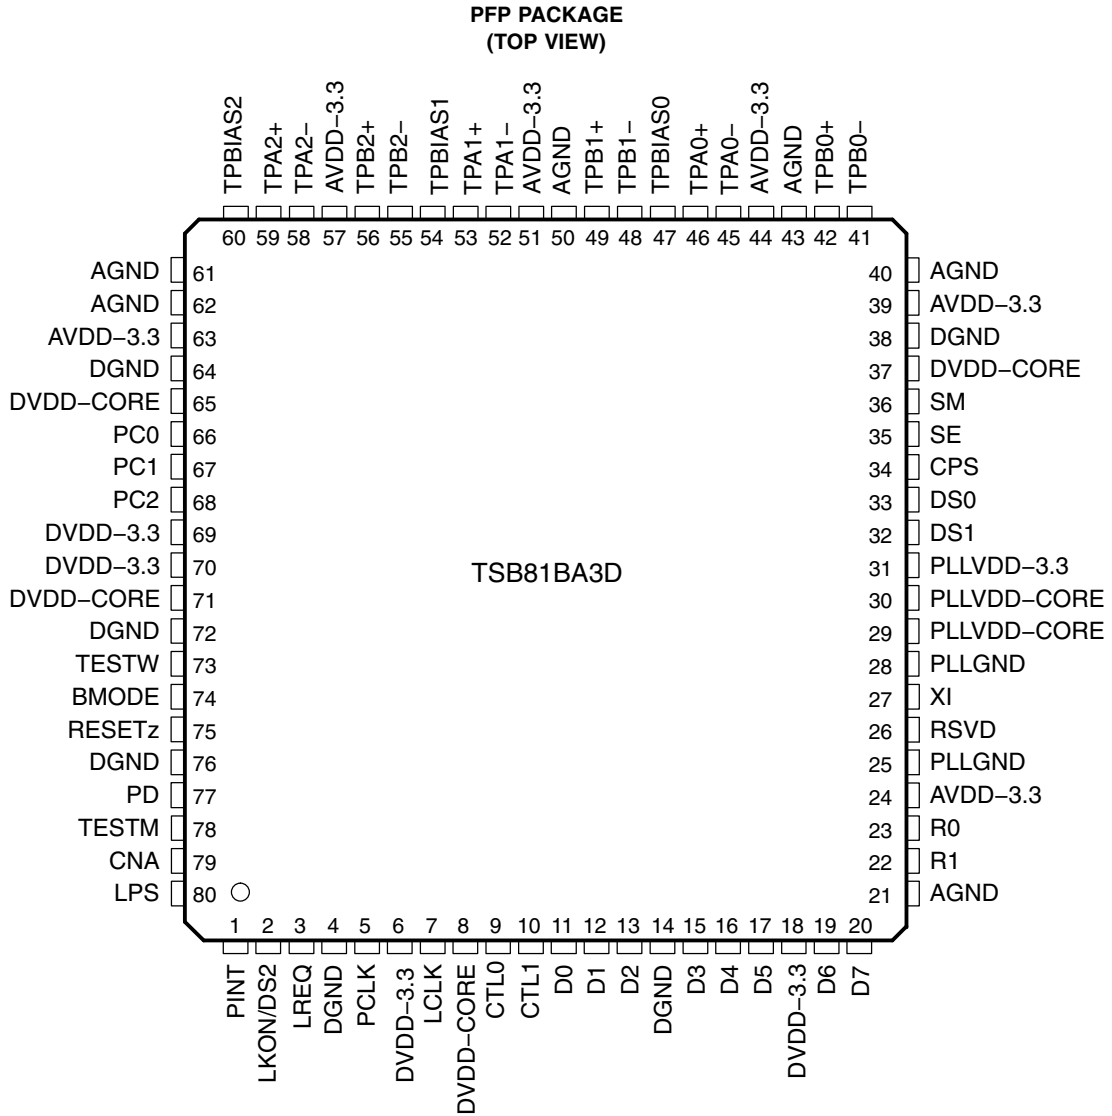 PFP PACKAGE
(TOP VIEW)
TPBIAS2
TPA2+
TPA2−
AVDD−3.3
TPB2+
TPB2−
TPBIAS1
TPA1+
TPA1−
AVDD−3.3
AGND
TPB1+
TPB1−
TPBIAS0
TPA0+
TPA0−
AVDD−3.3
AGND
TPB0+
TPB0−
60 59 58 57 56 55 54 53 52 51 50 49 48 47 46 45 44 43 42 41
AGND 61
AGND 62
AVDD−3.3 63
DGND 64
DVDD−CORE 65
PC0 66
PC1 67
PC2 68
DVDD−3.3 69
DVDD−3.3 70
DVDD−CORE 71
DGND 72
TESTW 73
BMODE 74
RESETz 75
DGND 76
PD 77
TESTM 78
CNA 79
LPS 80
TSB81BA3D
40 AGND
39 AVDD−3.3
38 DGND
37 DVDD−CORE
36 SM
35 SE
34 CPS
33 DS0
32 DS1
31 PLLVDD−3.3
30 PLLVDD−CORE
29 PLLVDD−CORE
28 PLLGND
27 XI
26 RSVD
25 PLLGND
24 AVDD−3.3
23 R0
22 R1
21 AGND
1 2 3 4 5 6 7 8 9 10 11 12 13 14 15 16 17 18 19 20
PINT
LKON/DS2
LREQ
DGND
PCLK
DVDD−3.3
LCLK
DVDD−CORE
CTL0
CTL1
D0
D1
D2
DGND
D3
D4
D5
DVDD−3.3
D6
D7